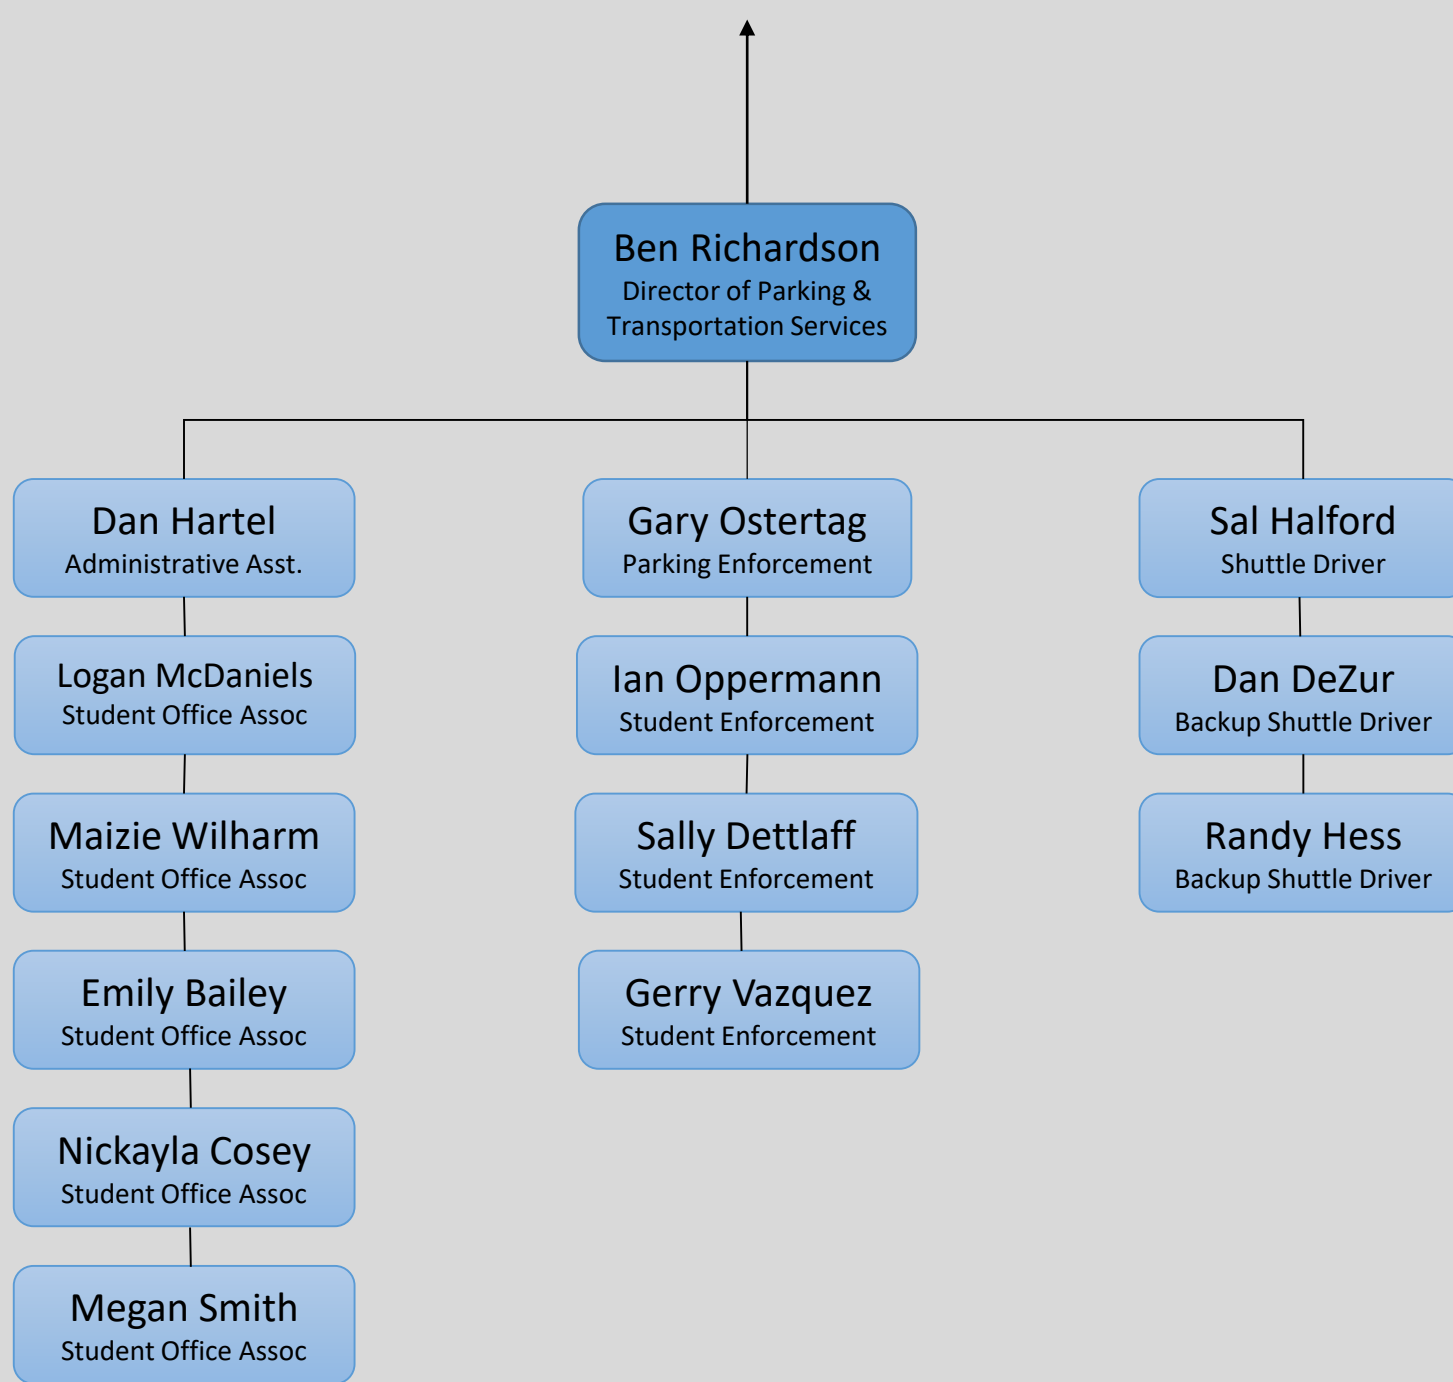 Ben Richardson
Director of Parking &
Transportation Services
Dan Hartel
Administrative Asst.
Logan McDaniels
Student Office Assoc
Maizie Wilharm
Student Office Assoc
Emily Bailey
Student Office Assoc
Nickayla Cosey
Student Office Assoc
Megan Smith
Student Office Assoc
Gary Ostertag
Parking Enforcement
Ian Oppermann
Student Enforcement
Sally Dettlaff
Student Enforcement
Gerry Vazquez
Student Enforcement
Sal Halford
Shuttle Driver
Dan DeZur
Backup Shuttle Driver
Randy Hess
Backup Shuttle Driver